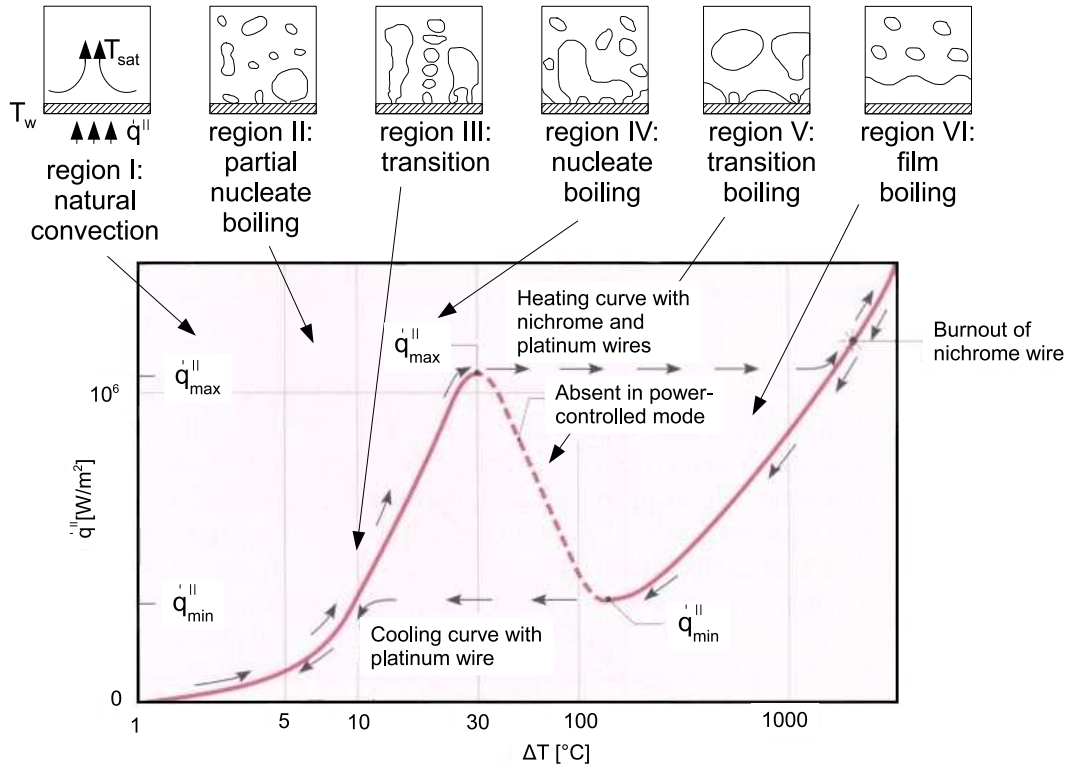 T_sat
T_w
q̇"
region I:
natural
convection
region II:
partial
nucleate
boiling
region III:
transition
region IV:
nucleate
boiling
region V:
transition
boiling
region VI:
film
boiling
Heating curve with
nichrome and
platinum wires
Burnout of
nichrome wire
q̇"max
q̇"max
10⁶
Absent in power-
controlled mode
q̇" [W/m²]
q̇"min
q̇"min
Cooling curve with
platinum wire
0
1 5 10 30 100 1000
ΔT [°C]